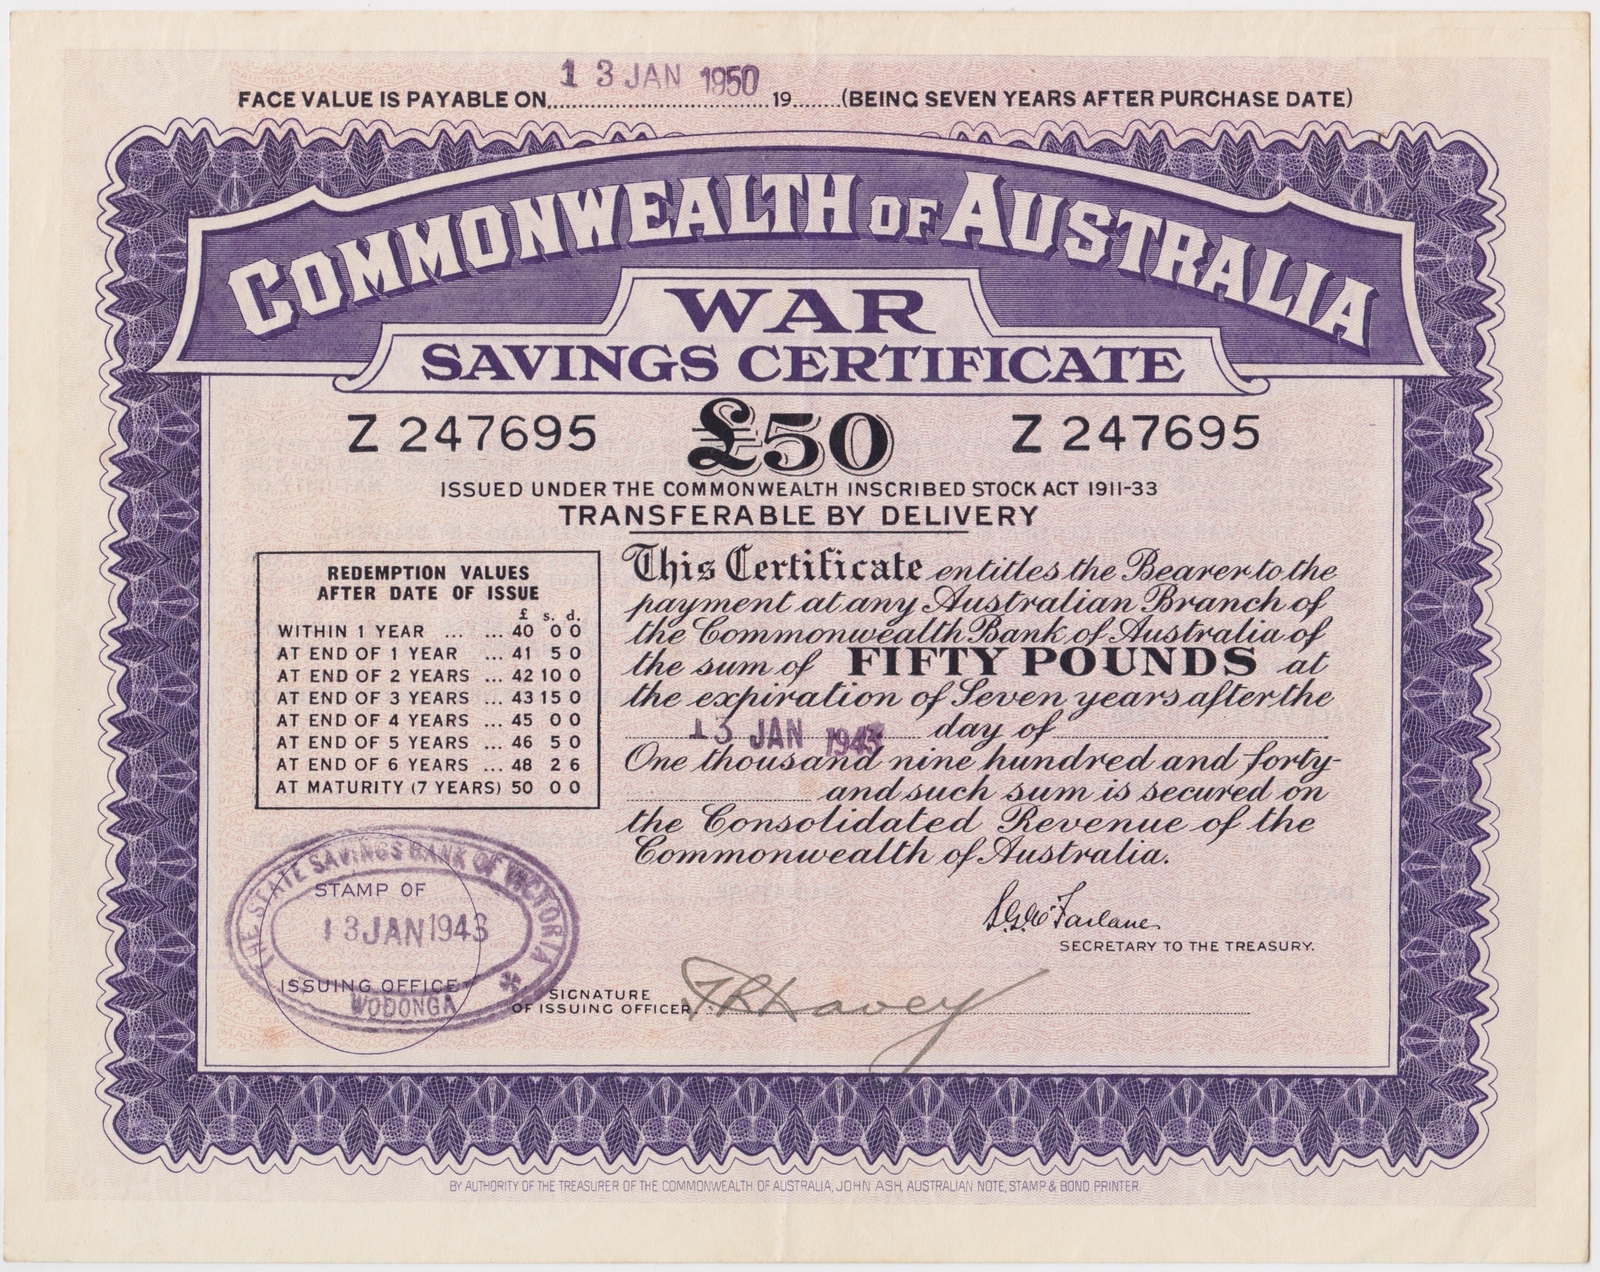 13 JAN 1950
FACE VALUE IS PAYABLE ON.......... 19...... (BEING SEVEN YEARS AFTER PURCHASE DATE)
COMMONWEALTH OF AUSTRALIA
WAR
SAVINGS CERTIFICATE
Z 247695 £50 Z 247695
ISSUED UNDER THE COMMONWEALTH INSCRIBED STOCK ACT 1911-33
TRANSFERABLE BY DELIVERY
REDEMPTION VALUES
AFTER DATE OF ISSUE
£ s. d.
WITHIN 1 YEAR ... ... 40 0 0
AT END OF 1 YEAR ... 41 5 0
AT END OF 2 YEARS ... 42 10 0
AT END OF 3 YEARS ... 43 15 0
AT END OF 4 YEARS ... 45 0 0
AT END OF 5 YEARS ... 46 5 0
AT END OF 6 YEARS ... 48 2 6
AT MATURITY (7 YEARS) 50 0 0
This Certificate entitles the Bearer to the
payment at any Australian Branch of
the Commonwealth Bank of Australia of
the sum of FIFTY POUNDS at
the expiration of Seven years after the
13 JAN 1943 day of
One thousand nine hundred and forty-
and such sum is secured on
the Consolidated Revenue of the
Commonwealth of Australia.
THE STATE SAVINGS BANK OF VICTORIA
STAMP OF
13 JAN 1943
ISSUING OFFICE
WODONGA
S.G. McFarlane
SECRETARY TO THE TREASURY.
SIGNATURE
OF ISSUING OFFICER.
BY AUTHORITY OF THE TREASURER OF THE COMMONWEALTH OF AUSTRALIA, JOHN ASH, AUSTRALIAN NOTE, STAMP & BOND PRINTER.